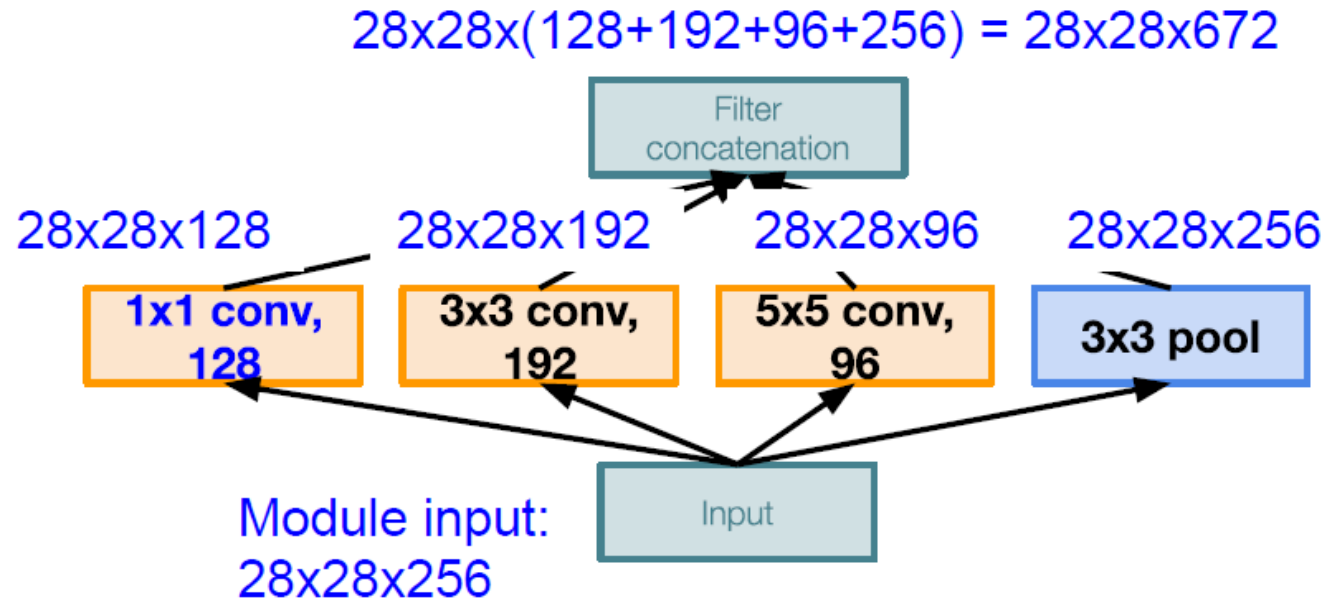 28x28x(128+192+96+256) = 28x28x672
Filter
concatenation
28x28x128
28x28x192
28x28x96
28x28x256
1x1 conv,
128
3x3 conv,
192
5x5 conv,
96
3x3 pool
Input
Module input:
28x28x256